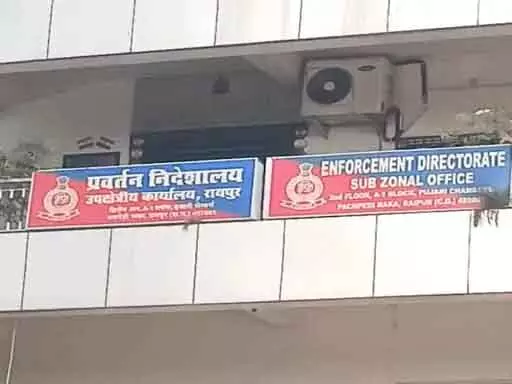 प्रवर्तन निदेशालय
उपक्षेत्रीय कार्यालय, रायपुर
ENFORCEMENT DIRECTORATE
SUB ZONAL OFFICE
2nd FLOOR, A-1 BLOCK, PUJARI CHAMBERS
PACHPEDI NAKA, RAIPUR (C.G.)